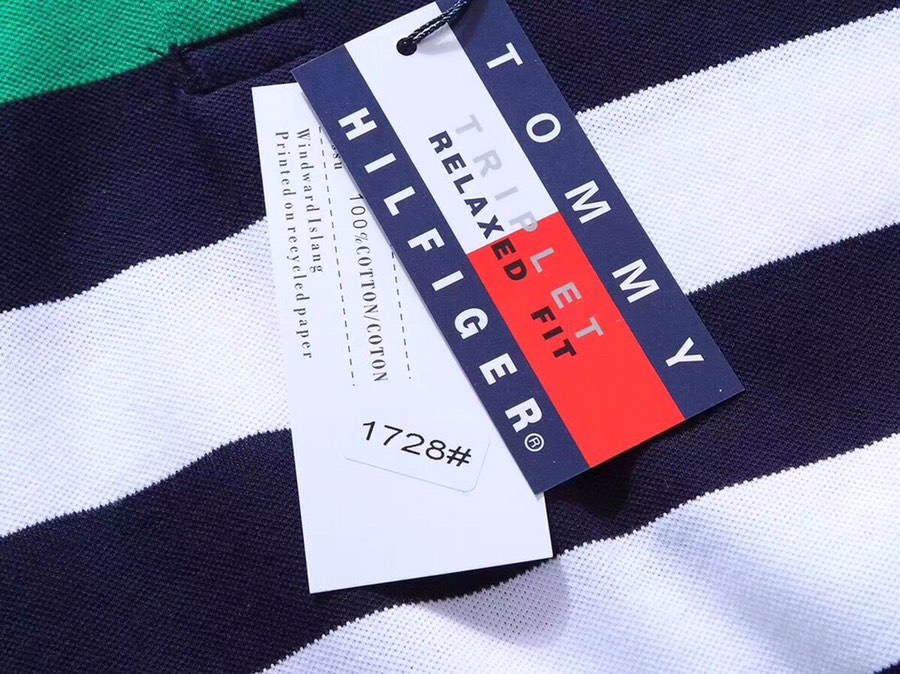 TOMMY
TRIPLET
RELAXED FIT
HILFIGER®
100%COTTON/COTON
Windward Islang
Printed on recycled paper
1728#